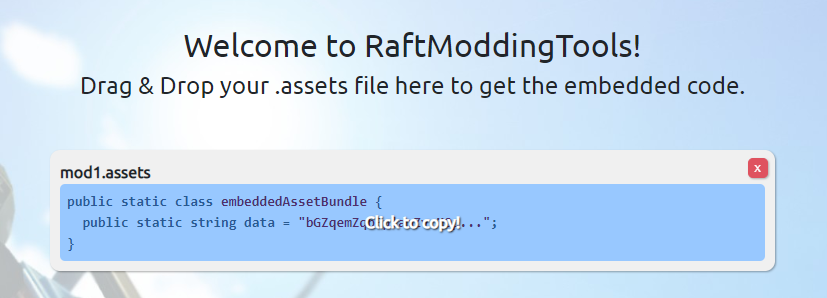 Welcome to RaftModdingTools!
Drag & Drop your .assets file here to get the embedded code.
mod1.assets
x
public static class embeddedAssetBundle {
public static string data = "bGZqemZq ...";
Click to copy!
}